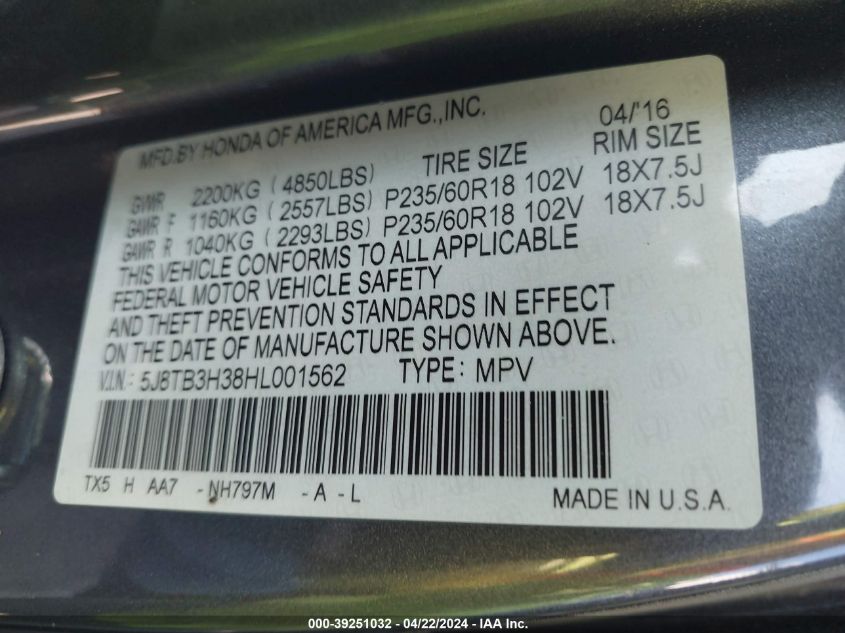 MFD.BY HONDA OF AMERICA MFG.,INC. 04/'16
TIRE SIZE RIM SIZE
GVWR 2200KG (4850LBS)
GAWR F 1160KG (2557LBS) P235/60R18 102V 18X7.5J
GAWR R 1040KG (2293LBS) P235/60R18 102V 18X7.5J
THIS VEHICLE CONFORMS TO ALL APPLICABLE
FEDERAL MOTOR VEHICLE SAFETY
AND THEFT PREVENTION STANDARDS IN EFFECT
ON THE DATE OF MANUFACTURE SHOWN ABOVE.
V.I.N.: 5J8TB3H38HL001562 TYPE: MPV
TX5 H AA7 -NH797M -A -L MADE IN U.S.A.
000-39251032 - 04/22/2024 - IAA Inc.